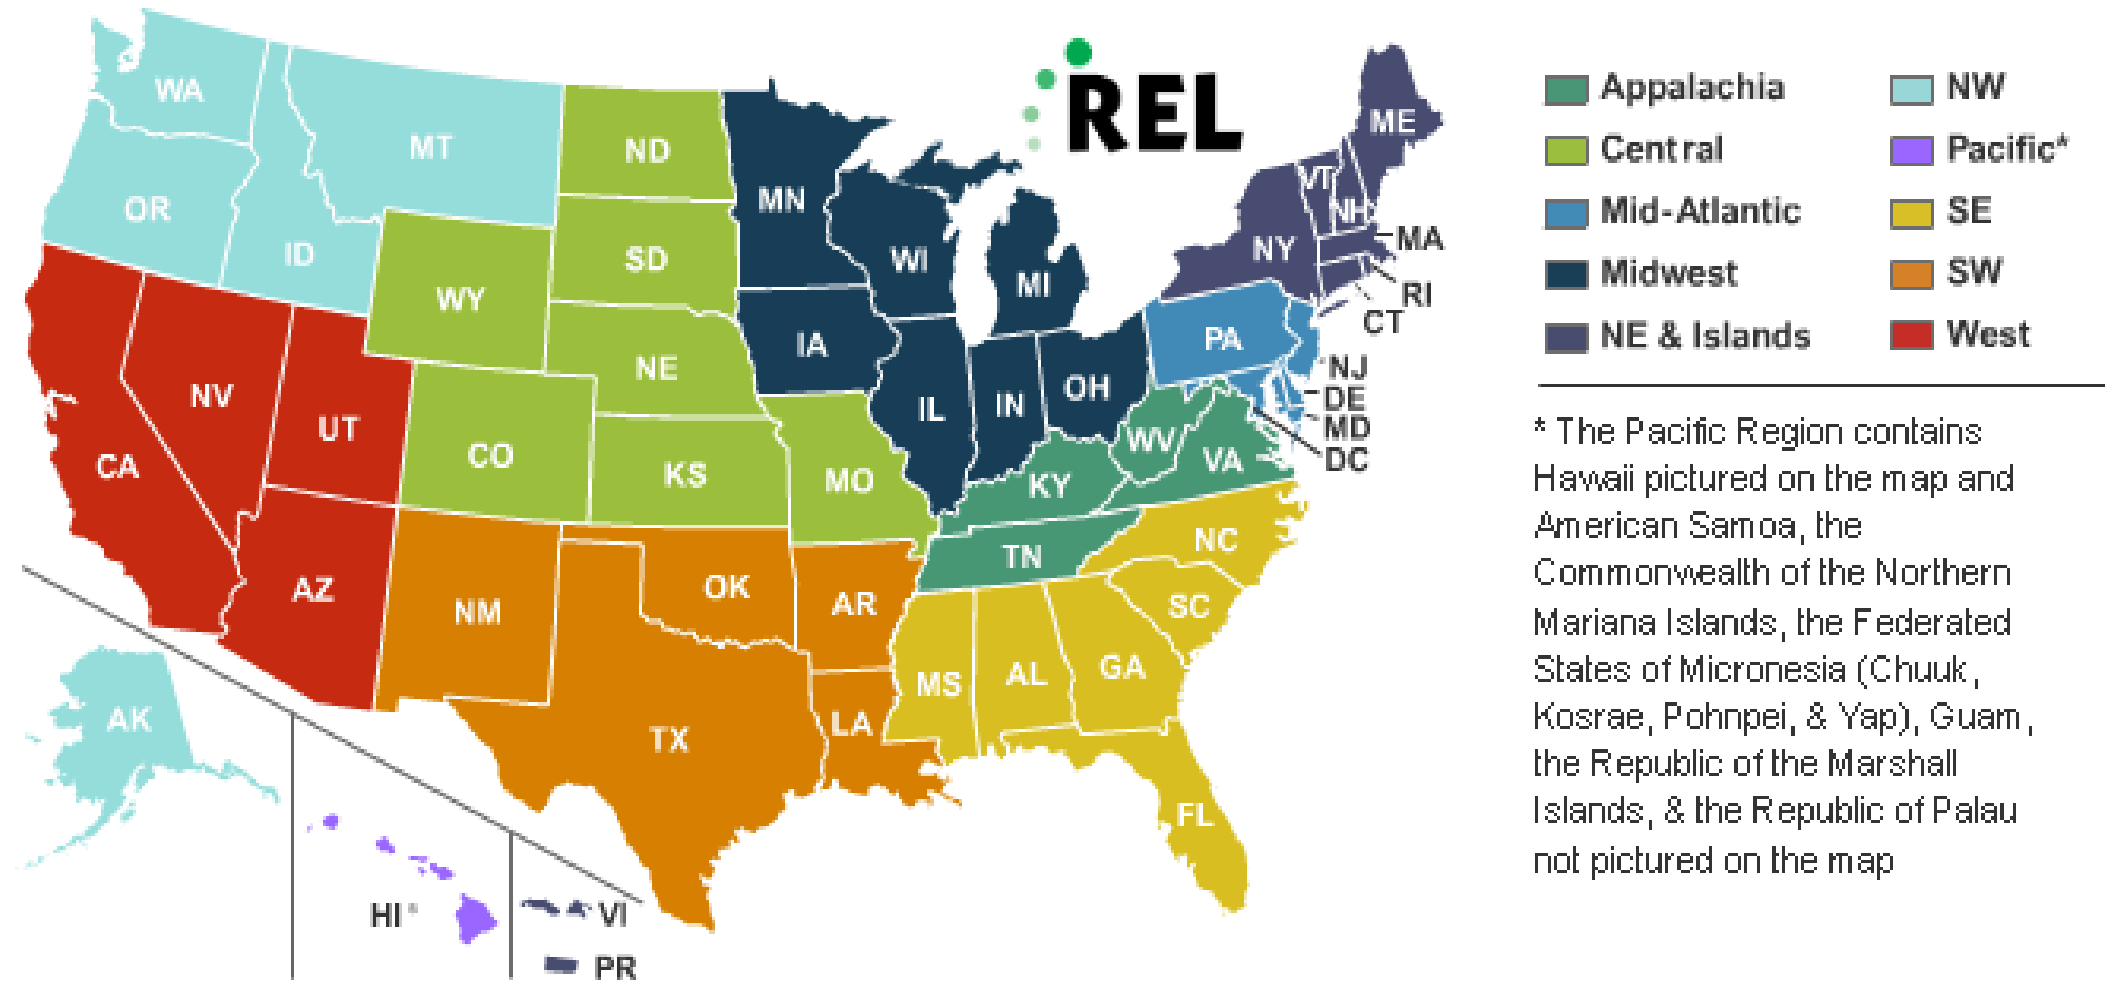 REL
WA
MT
ND
MN
ME
VT
NH
OR
ID
SD
WI
MI
NY
MA
RI
CT
WY
IA
PA
NE
NV
UT
CO
KS
MO
IL
IN
OH
NJ
DE
MD
DC
WV
VA
KY
CA
TN
NC
AZ
NM
OK
AR
SC
MS
AL
GA
TX
LA
FL
AK
HI*
VI
PR
Appalachia
Central
Mid-Atlantic
Midwest
NE & Islands
NW
Pacific*
SE
SW
West
* The Pacific Region contains
Hawaii pictured on the map and
American Samoa, the
Commonwealth of the Northern
Mariana Islands, the Federated
States of Micronesia (Chuuk,
Kosrae, Pohnpei, & Yap), Guam,
the Republic of the Marshall
Islands, & the Republic of Palau
not pictured on the map